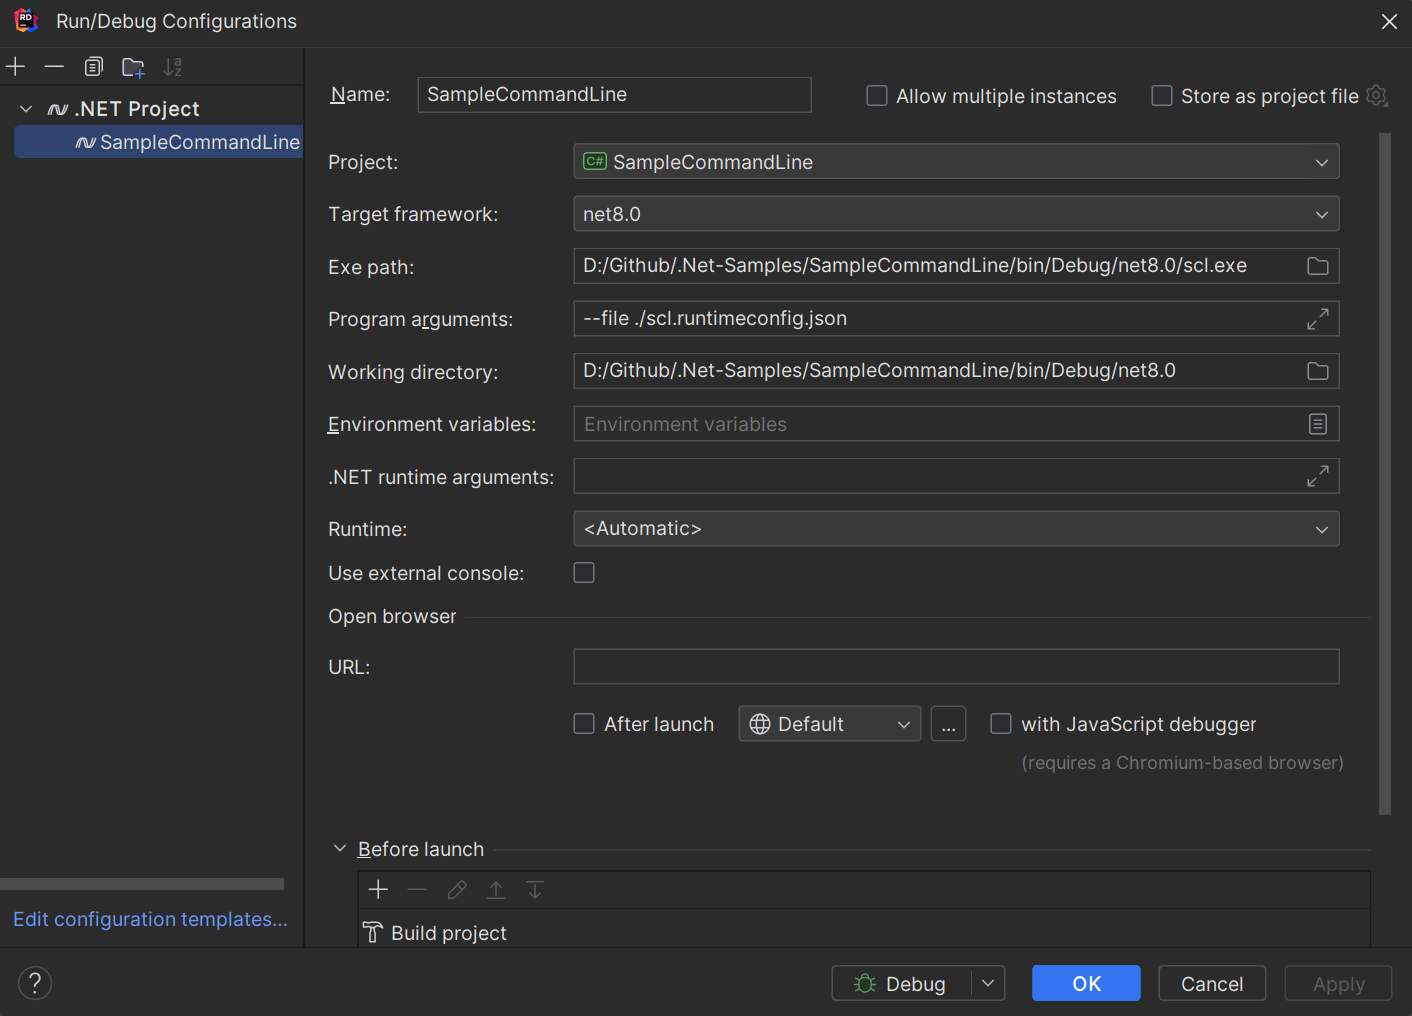 Run/Debug Configurations
.NET Project
SampleCommandLine
Name: SampleCommandLine
Allow multiple instances
Store as project file
Project: C# SampleCommandLine
Target framework: net8.0
Exe path: D:/Github/.Net-Samples/SampleCommandLine/bin/Debug/net8.0/scl.exe
Program arguments: --file ./scl.runtimeconfig.json
Working directory: D:/Github/.Net-Samples/SampleCommandLine/bin/Debug/net8.0
Environment variables: Environment variables
.NET runtime arguments:
Runtime: <Automatic>
Use external console:
Open browser
URL:
After launch Default ... with JavaScript debugger
(requires a Chromium-based browser)
Before launch
Build project
Edit configuration templates...
? Debug OK Cancel Apply